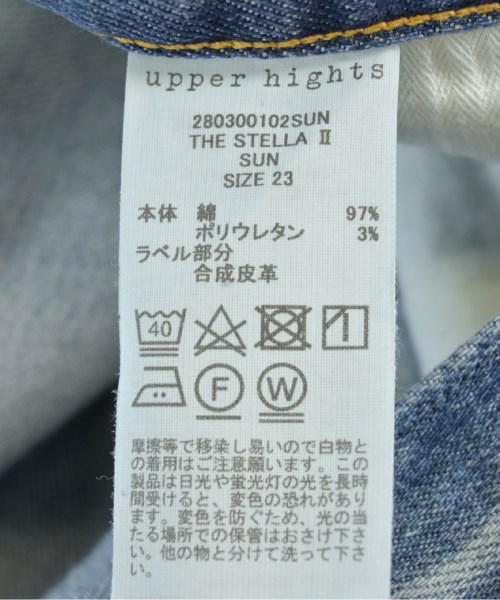 upper hights
280300102SUN
THE STELLA Ⅱ
SUN
SIZE 23
本体 綿 97%
ポリウレタン 3%
ラベル部分
合成皮革
40
F W
摩擦等で移染し易いので白物と
の着用はご注意願います。この
製品は日光や蛍光灯の光を長時
間受けると、変色の恐れがあり
ます。変色を防ぐため、光の当
たる場所での保管はおさけ下さ
い。他の物と分けて洗って下さ
い。